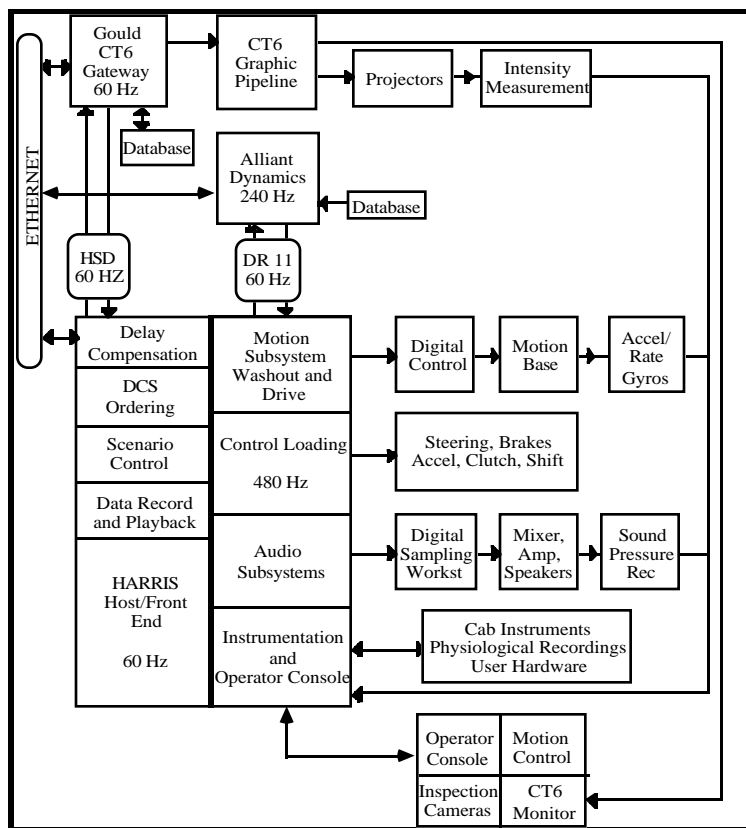 Gould
CT6
Gateway
60 Hz
CT6
Graphic
Pipeline
Projectors
Intensity
Measurement
Database
Alliant
Dynamics
240 Hz
Database
ETHERNET
HSD
60 HZ
DR 11
60 Hz
Delay
Compensation
DCS
Ordering
Scenario
Control
Data Record
and Playback
HARRIS
Host/Front
End
60 Hz
Motion
Subsystem
Washout and
Drive
Control Loading
480 Hz
Audio
Subsystems
Instrumentation
and
Operator Console
Digital
Control
Motion
Base
Accel/
Rate
Gyros
Steering, Brakes
Accel, Clutch, Shift
Digital
Sampling
Workst
Mixer,
Amp,
Speakers
Sound
Pressure
Rec
Cab Instruments
Physiological Recordings
User Hardware
Operator
Console
Motion
Control
Inspection
Cameras
CT6
Monitor